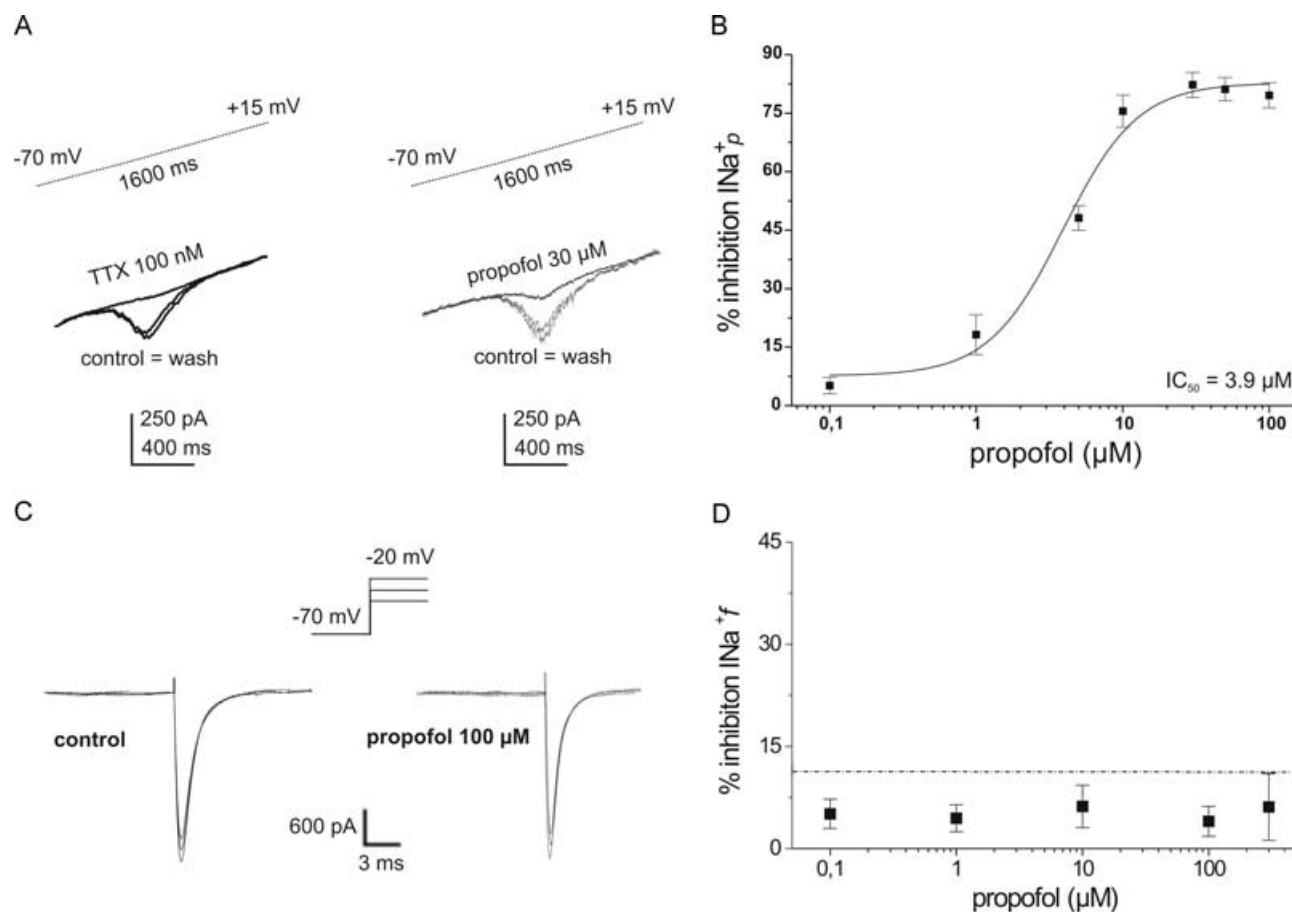 A
-70 mV
+15 mV
1600 ms
TTX 100 nM
control = wash
250 pA
400 ms
-70 mV
+15 mV
1600 ms
propofol 30 µM
control = wash
250 pA
400 ms
B
% inhibition INa⁺p
90
75
60
45
30
15
0
0,1
1
10
100
IC₅₀ = 3.9 µM
propofol (µM)
C
-20 mV
-70 mV
control
propofol 100 µM
600 pA
3 ms
D
% inhibiton INa⁺f
45
30
15
0
0,1
1
10
100
propofol (µM)